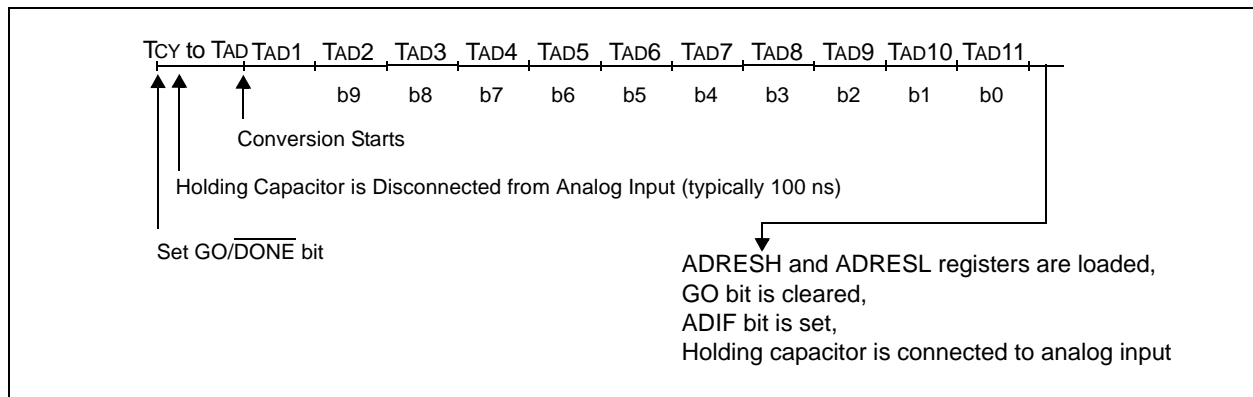 TCY to TAD TAD1 TAD2 TAD3 TAD4 TAD5 TAD6 TAD7 TAD8 TAD9 TAD10 TAD11
b9 b8 b7 b6 b5 b4 b3 b2 b1 b0
Conversion Starts
Holding Capacitor is Disconnected from Analog Input (typically 100 ns)
Set GO/DONE bit
ADRESH and ADRESL registers are loaded,
GO bit is cleared,
ADIF bit is set,
Holding capacitor is connected to analog input